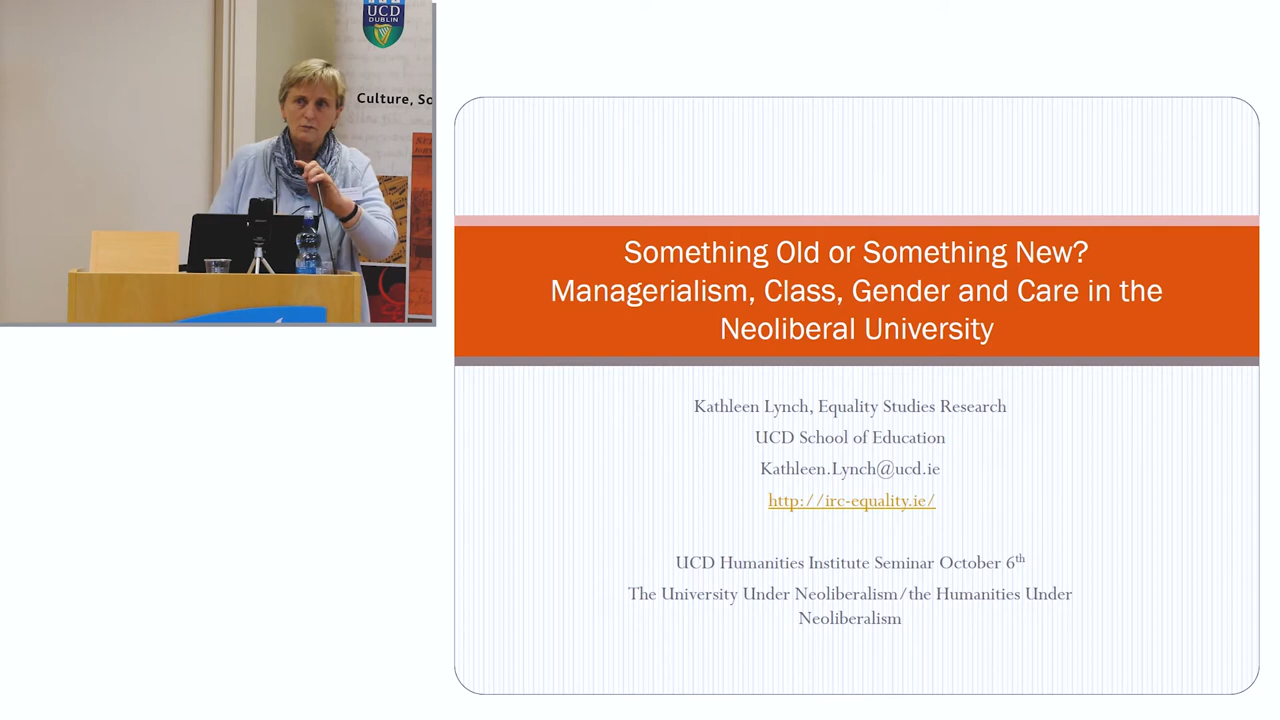 UCD
DUBLIN
Culture, So
Something Old or Something New?
Managerialism, Class, Gender and Care in the
Neoliberal University
Kathleen Lynch, Equality Studies Research
UCD School of Education
Kathleen.Lynch@ucd.ie
http://irc-equality.ie/
UCD Humanities Institute Seminar October 6th
The University Under Neoliberalism/the Humanities Under
Neoliberalism